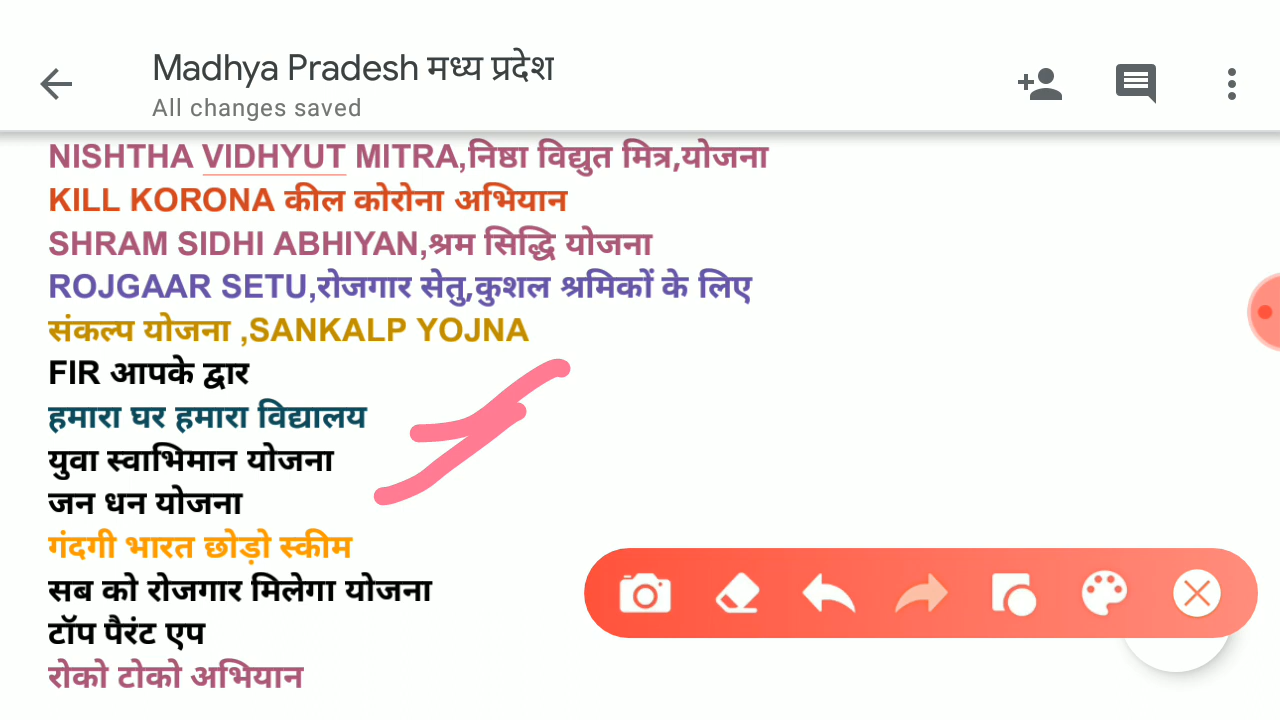 Madhya Pradesh मध्य प्रदेश
All changes saved
NISHTHA VIDHYUT MITRA,निष्ठा विद्युत मित्र,योजना
KILL KORONA कील कोरोना अभियान
SHRAM SIDHI ABHIYAN,श्रम सिद्धि योजना
ROJGAAR SETU,रोजगार सेतु,कुशल श्रमिकों के लिए
संकल्प योजना ,SANKALP YOJNA
FIR आपके द्वार
हमारा घर हमारा विद्यालय
युवा स्वाभिमान योजना
जन धन योजना
गंदगी भारत छोड़ो स्कीम
सब को रोजगार मिलेगा योजना
टॉप पैरंट एप
रोको टोको अभियान